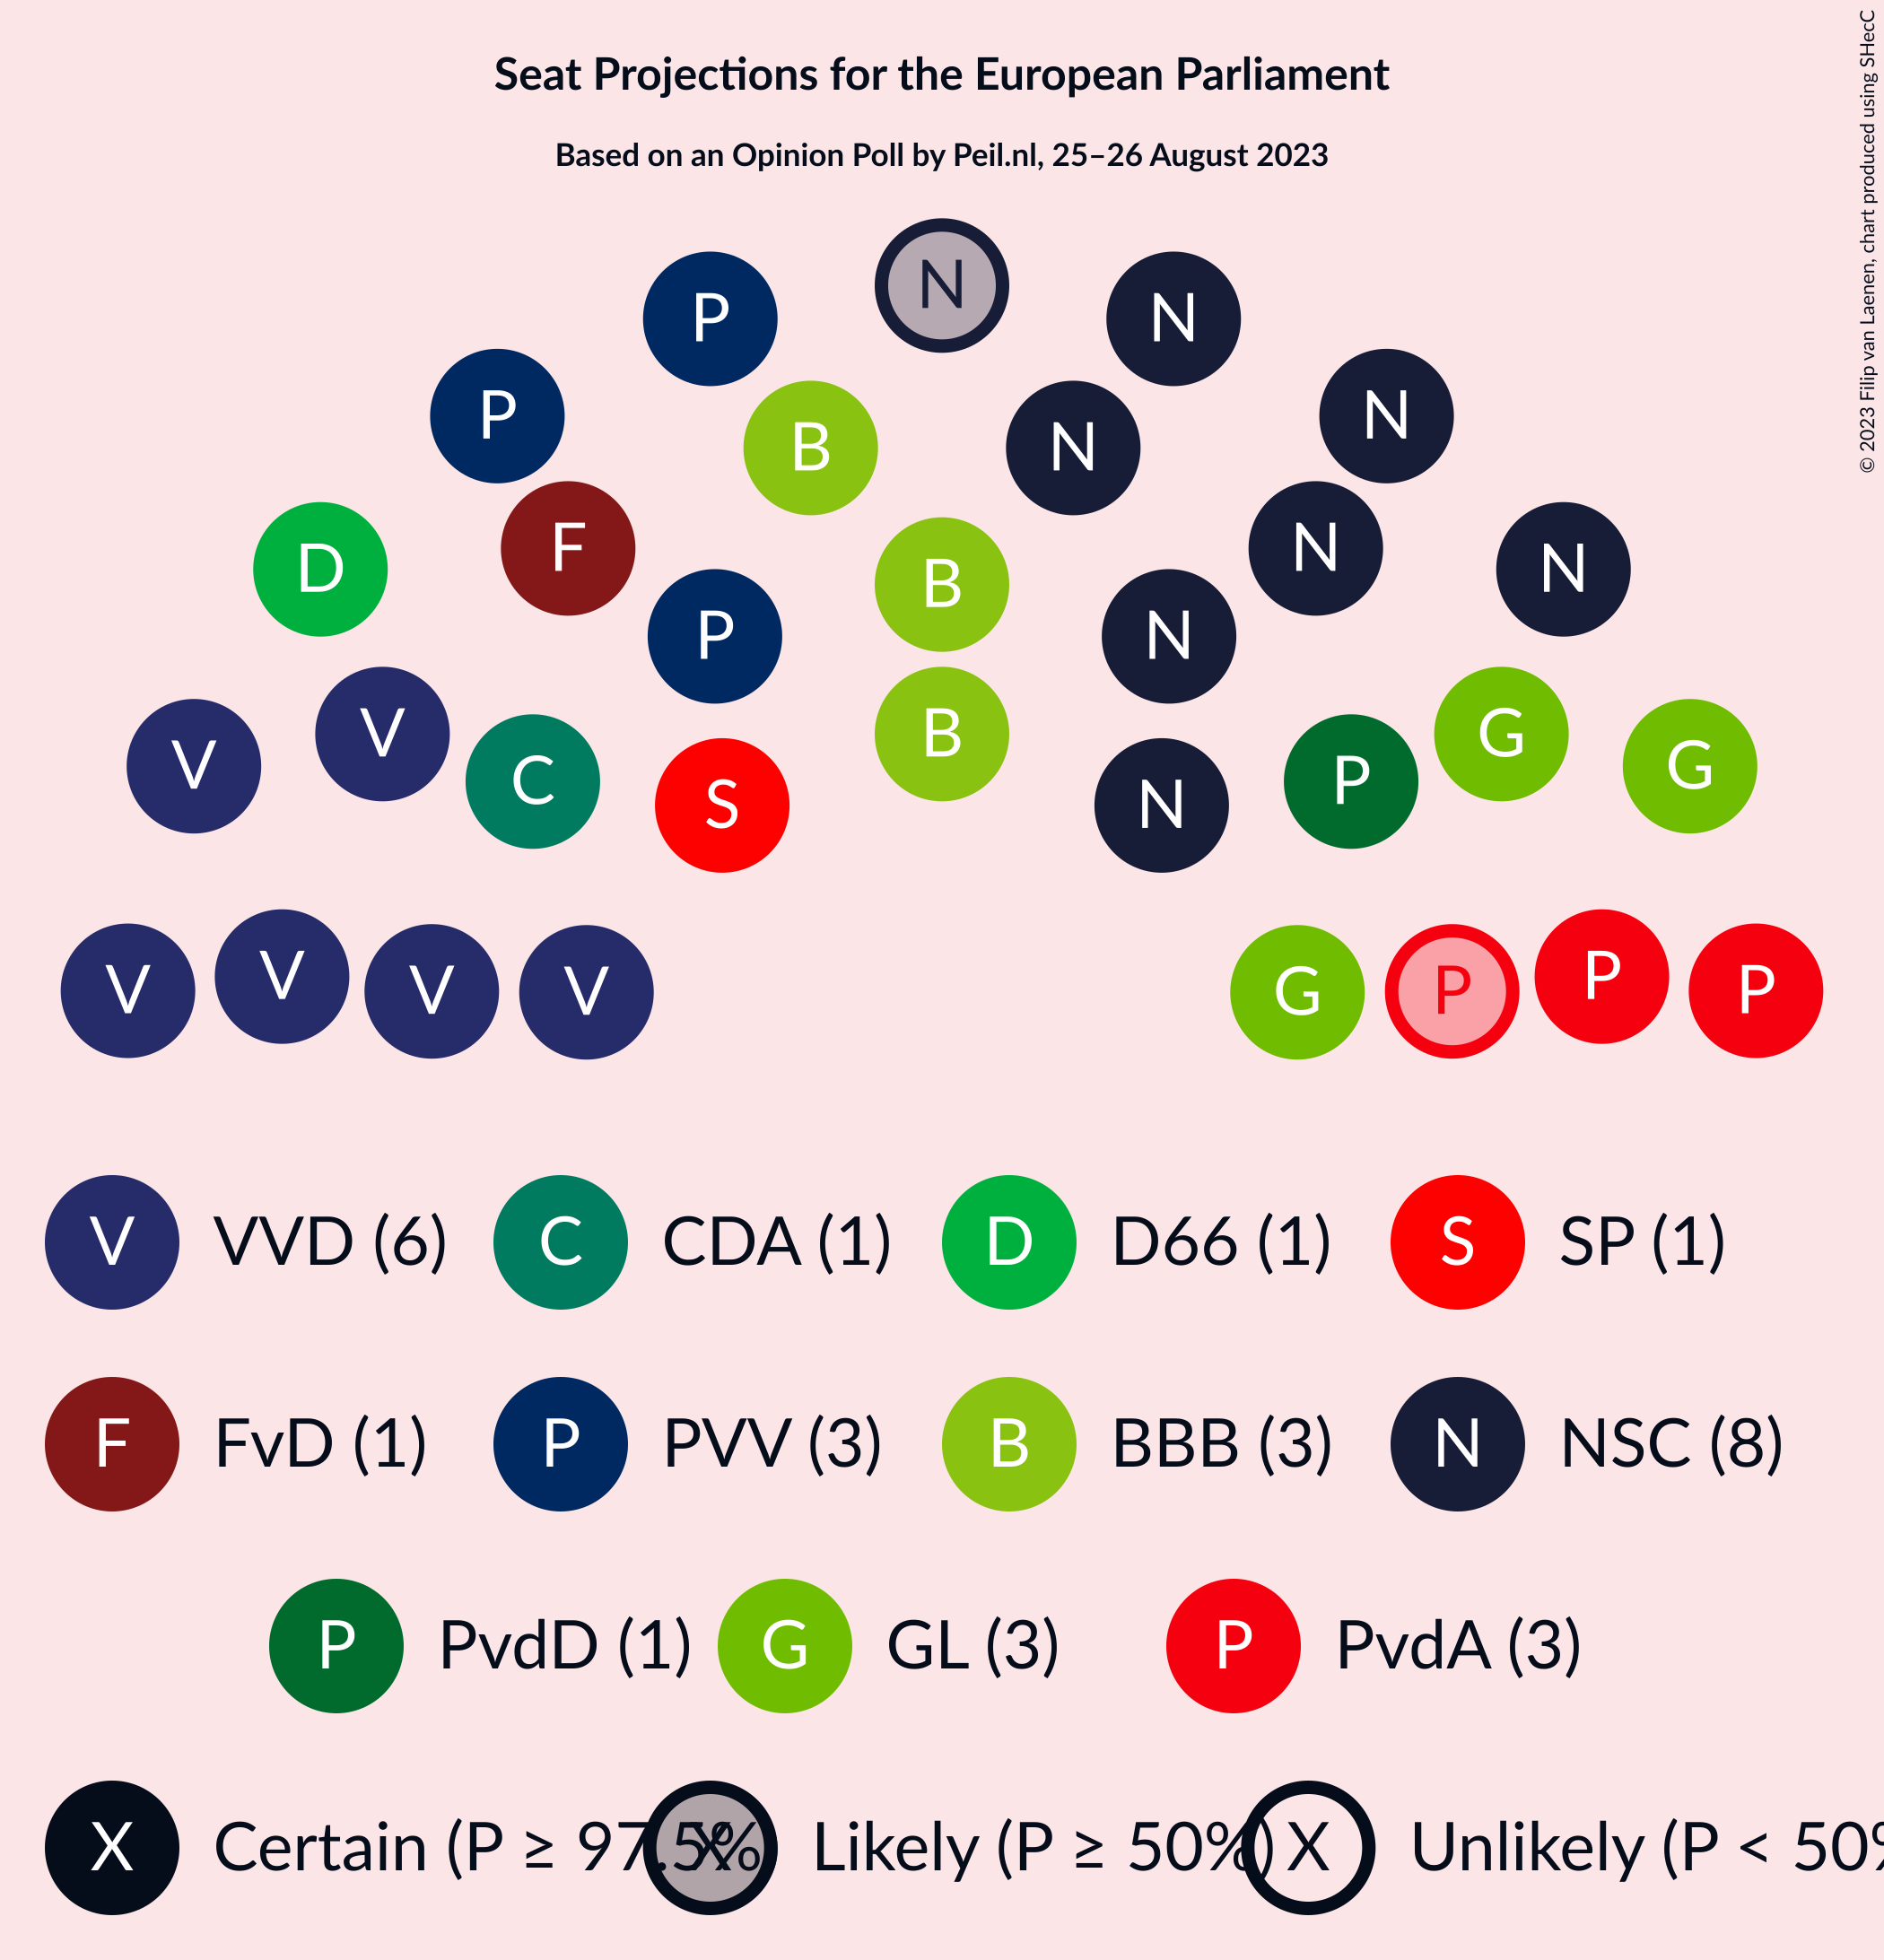 Seat Projections for the European Parliament
Based on an Opinion Poll by Peil.nl, 25–26 August 2023
© 2023 Filip van Laenen, chart produced using SHecC
N
P N
P N
B N
F N
D N
B
P N
V B G
V G
C P
S N
V V
P P
V V G P
V VVD (6) C CDA (1) D D66 (1) S SP (1)
F FvD (1) P PVV (3) B BBB (3) N NSC (8)
P PvdD (1) G GL (3) P PvdA (3)
X Certain (P ≥ 97.5% X Likely (P ≥ 50%) X Unlikely (P < 50%